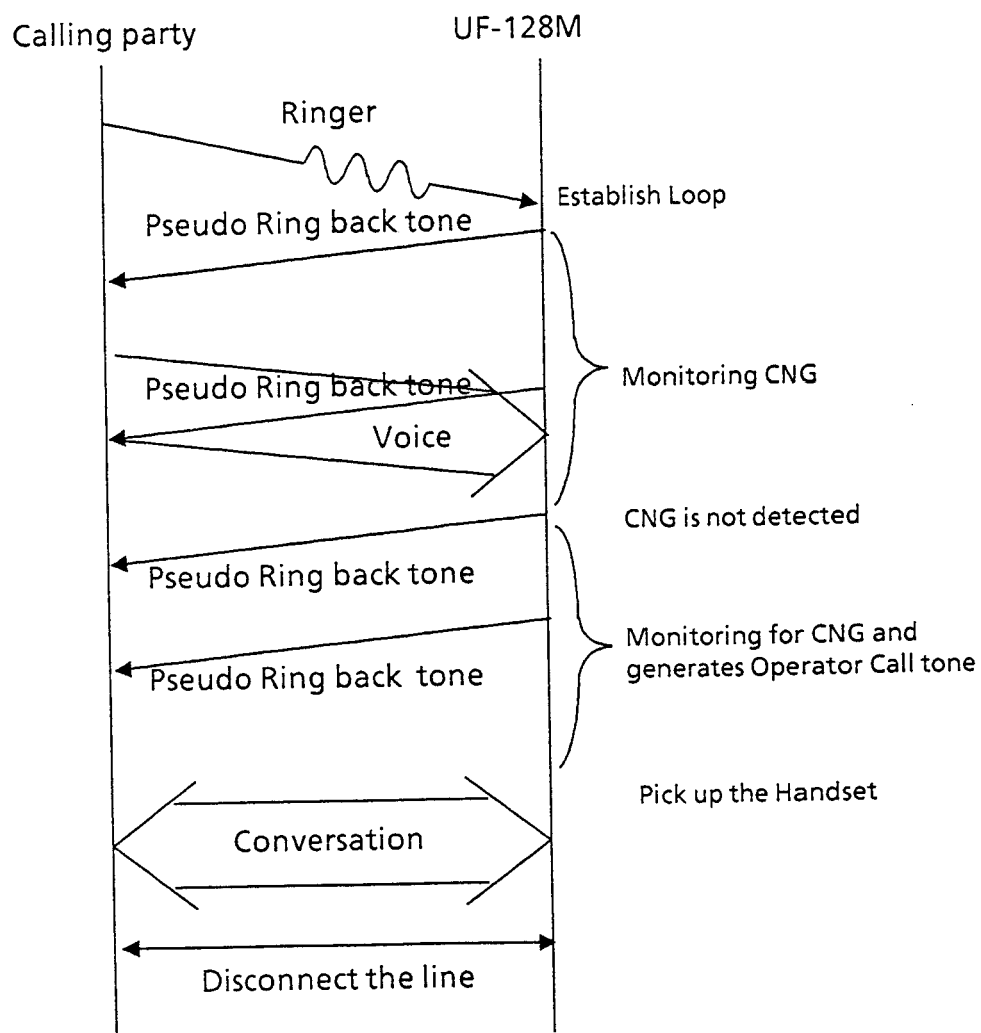 Calling party
UF-128M
Ringer
Establish Loop
Pseudo Ring back tone
Monitoring CNG
Pseudo Ring back tone
Voice
CNG is not detected
Pseudo Ring back tone
Monitoring for CNG and
generates Operator Call tone
Pseudo Ring back tone
Pick up the Handset
Conversation
Disconnect the line